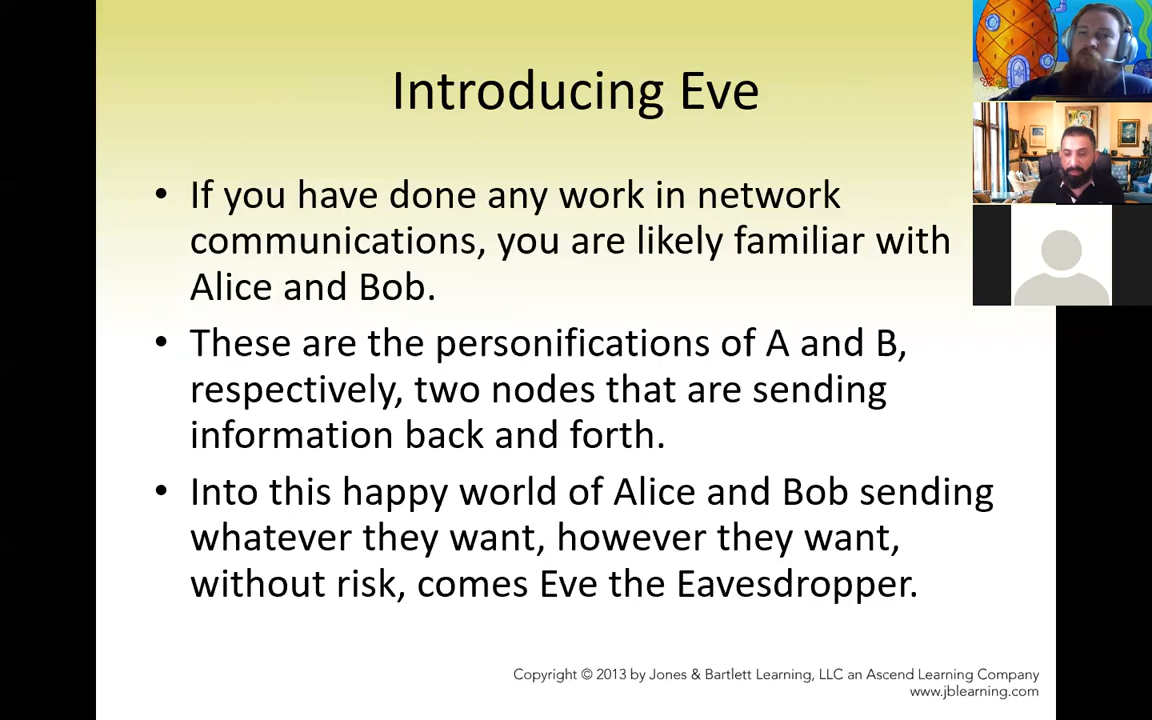 Introducing Eve
• If you have done any work in network
communications, you are likely familiar with
Alice and Bob.
• These are the personifications of A and B,
respectively, two nodes that are sending
information back and forth.
• Into this happy world of Alice and Bob sending
whatever they want, however they want,
without risk, comes Eve the Eavesdropper.
Copyright © 2013 by Jones & Bartlett Learning, LLC an Ascend Learning Company
www.jblearning.com